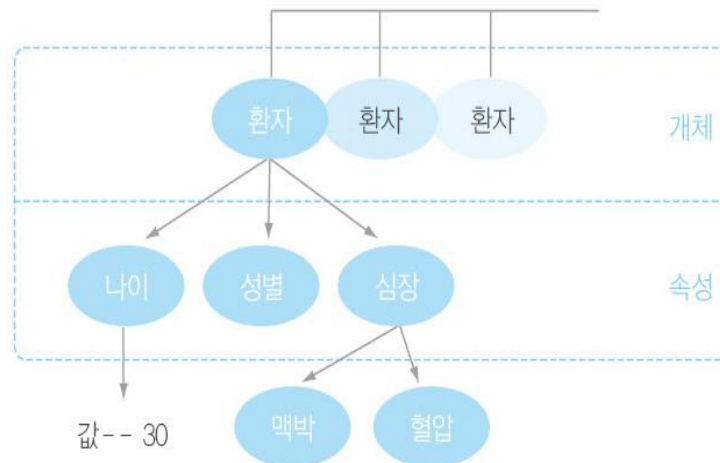 환자 환자 환자 개체
나이 성별 심장 속성
값-- 30 맥박 혈압